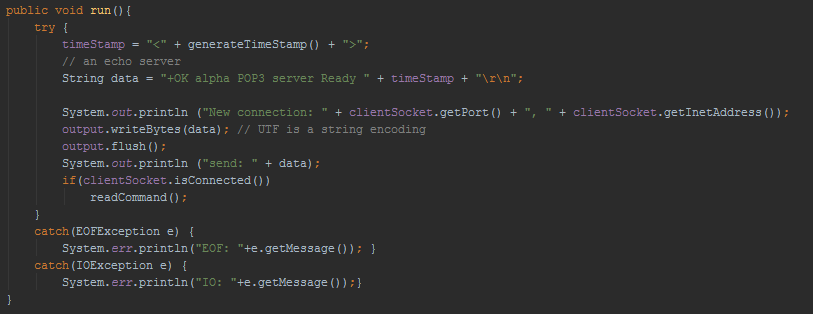 public void run(){
    try {
        timeStamp = "<" + generateTimeStamp() + ">";
        // an echo server
        String data = "+OK alpha POP3 server Ready " + timeStamp + "\r\n";

        System.out.println ("New connection: " + clientSocket.getPort() + ", " + clientSocket.getInetAddress());
        output.writeBytes(data); // UTF is a string encoding
        output.flush();
        System.out.println ("send: " + data);
        if(clientSocket.isConnected())
            readCommand();
    }
    catch(EOFException e) {
        System.err.println("EOF: "+e.getMessage()); }
    catch(IOException e) {
        System.err.println("IO: "+e.getMessage());}
}